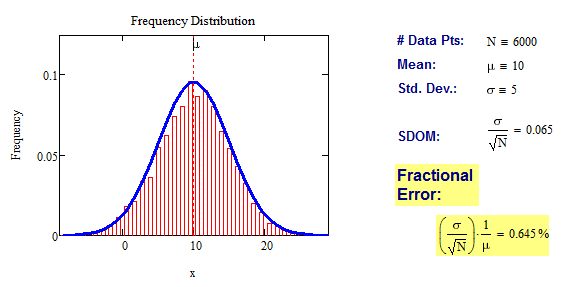 Frequency Distribution
μ
0.1
0.05
0
Frequency
0 10 20
x
# Data Pts: N ≡ 6000
Mean: μ ≡ 10
Std. Dev.: σ ≡ 5
SDOM: σ/√N = 0.065
Fractional
Error:
(σ/√N)·1/μ = 0.645 %